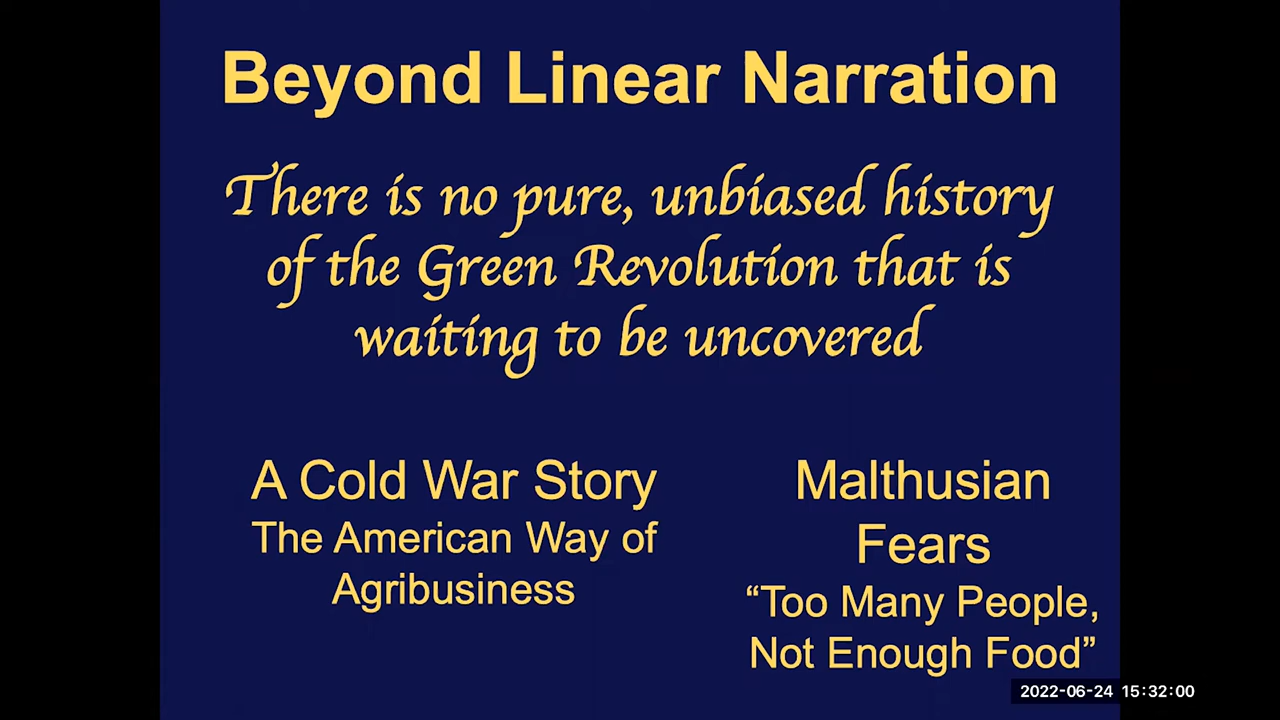 Beyond Linear Narration
There is no pure, unbiased history
of the Green Revolution that is
waiting to be uncovered
A Cold War Story
The American Way of
Agribusiness
Malthusian
Fears
“Too Many People,
Not Enough Food”
2022-06-24 15:32:00